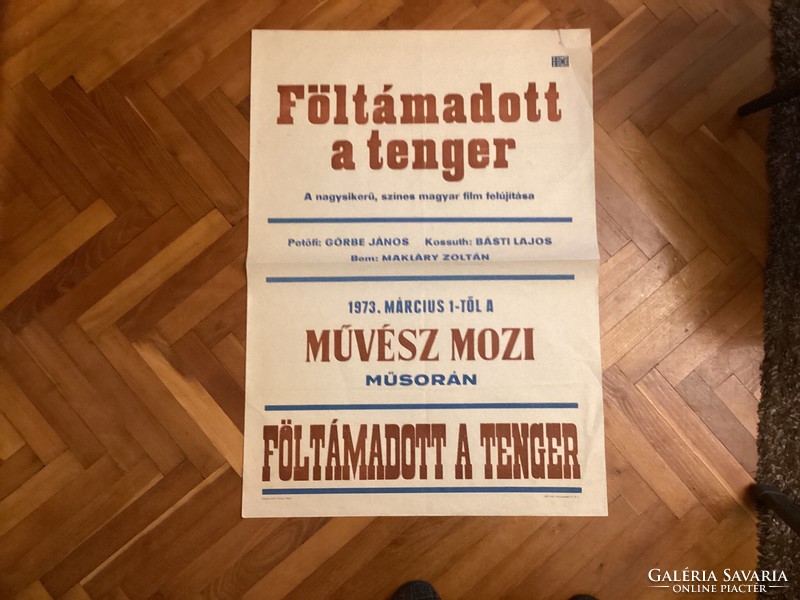 Föltámadott
a tenger
A nagysikerű, színes magyar film felújítása
Petőfi: GÖRBE JÁNOS Kossuth: BÁSTI LAJOS
Bem: MAKLÁRY ZOLTÁN
1973. MÁRCIUS 1-TŐL A
MŰVÉSZ MOZI
MŰSORÁN
FÖLTÁMADOTT A TENGER
GALÉRIA SAVARIA
ONLINE PIACTÉR